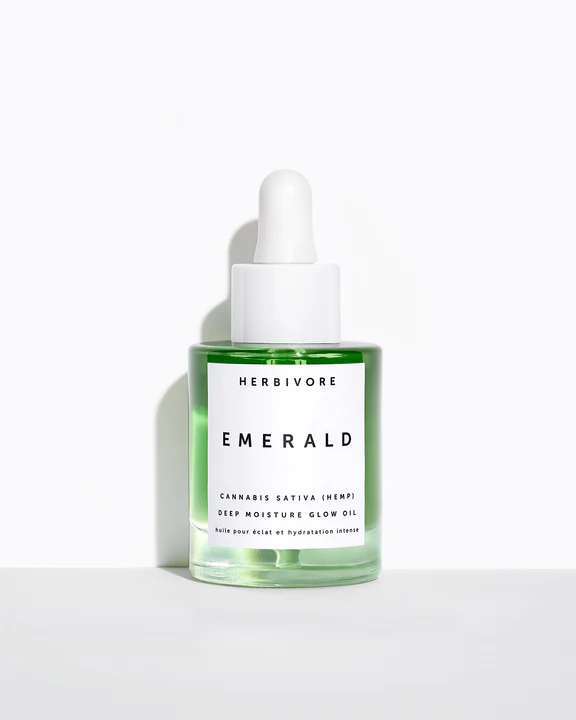 HERBIVORE
EMERALD
CANNABIS SATIVA (HEMP)
DEEP MOISTURE GLOW OIL
huile pour éclat et hydratation intense